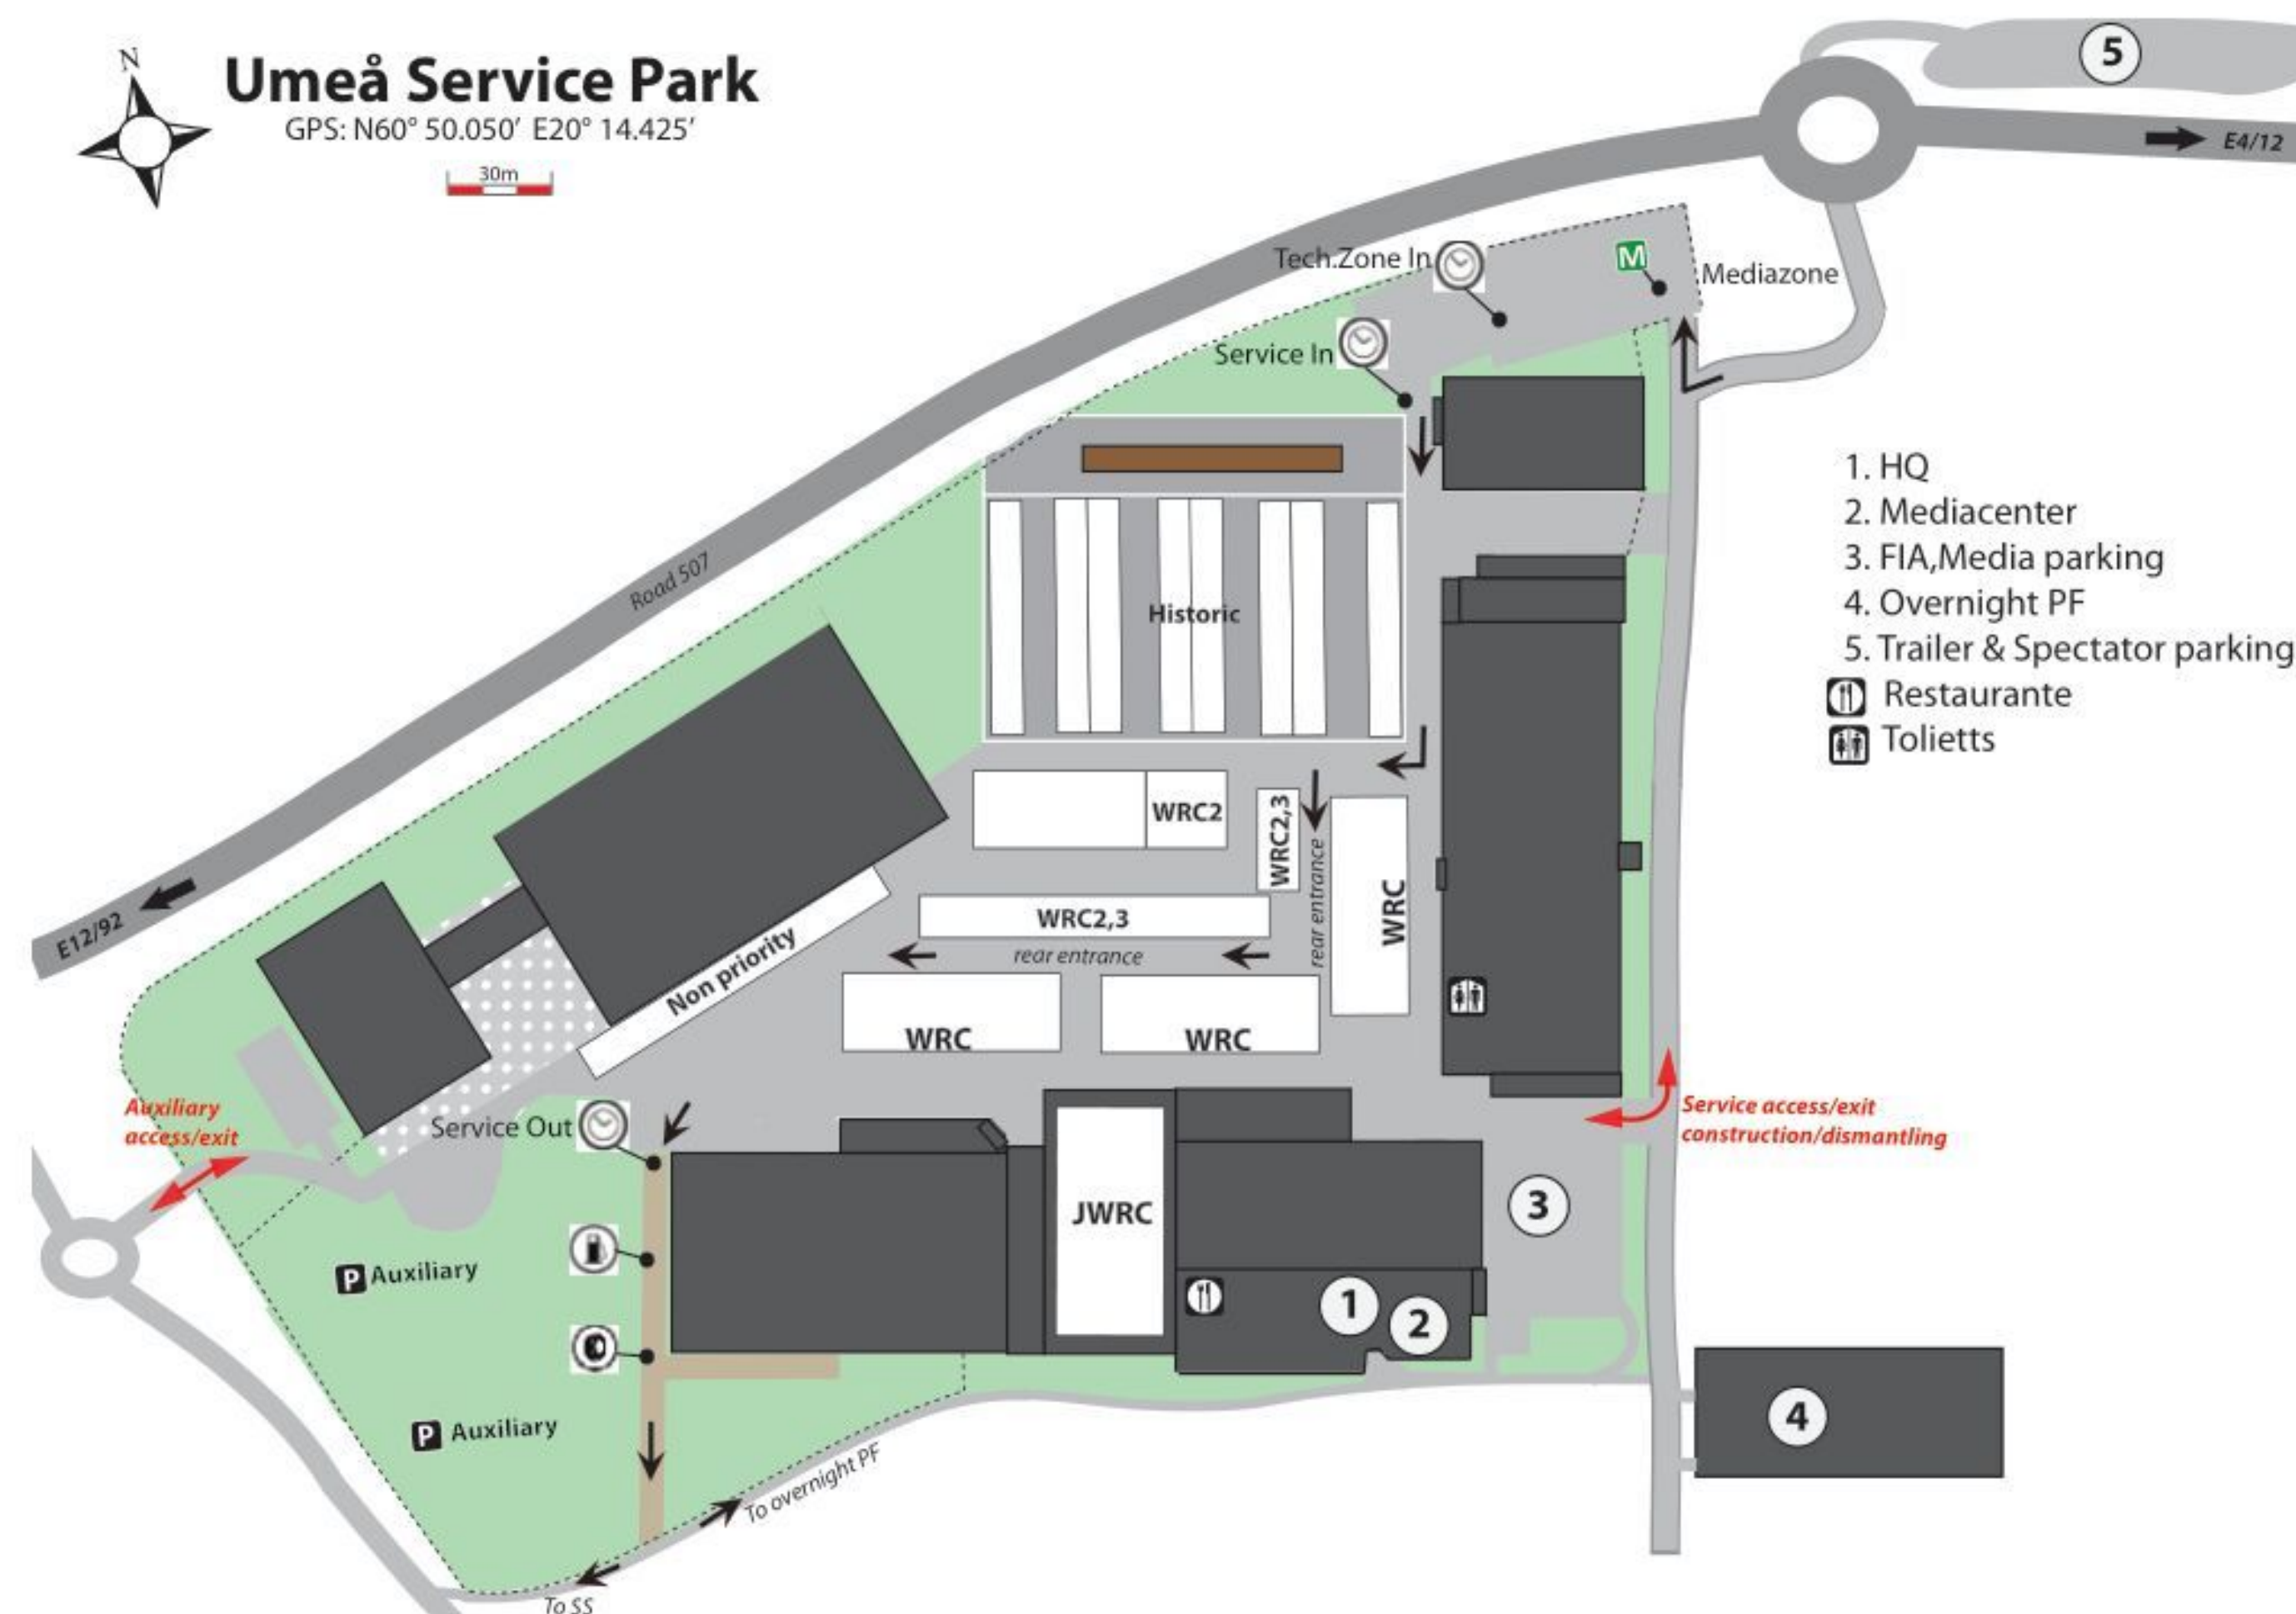 N
Umeå Service Park
GPS: N60° 50.050′ E20° 14.425′
30m
5
E4/12
Tech.Zone In
M
Mediazone
Service In
1. HQ
2. Mediacenter
3. FIA,Media parking
4. Overnight PF
5. Trailer & Spectator parking
Restaurante
Tolietts
Road 507
Historic
E12/92
WRC2
WRC2,3
rear entrance
WRC
WRC2,3
rear entrance
Non priority
WRC
WRC
Auxiliary
access/exit
Service Out
Service access/exit
construction/dismantling
JWRC
3
P Auxiliary
1
2
4
P Auxiliary
To overnight PF
To SS